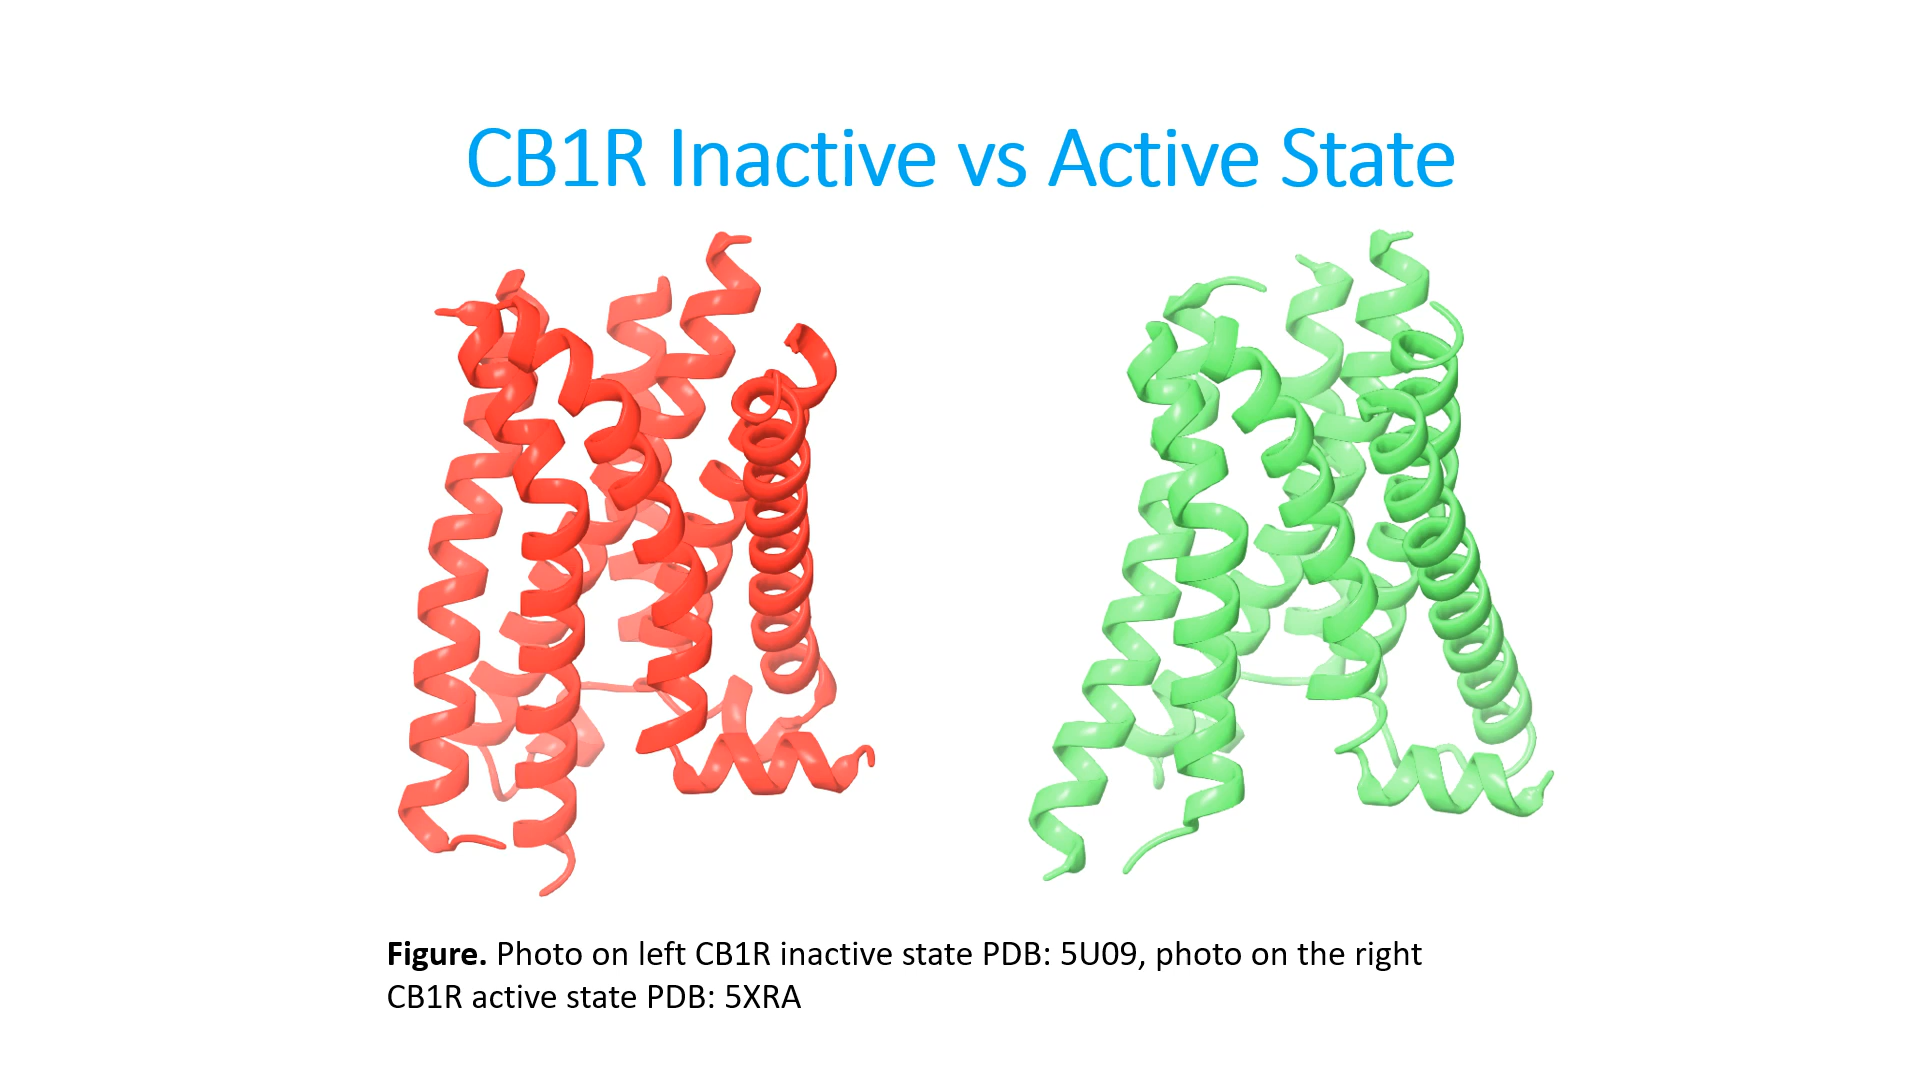 CB1R Inactive vs Active State
Figure. Photo on left CB1R inactive state PDB: 5U09, photo on the right
CB1R active state PDB: 5XRA